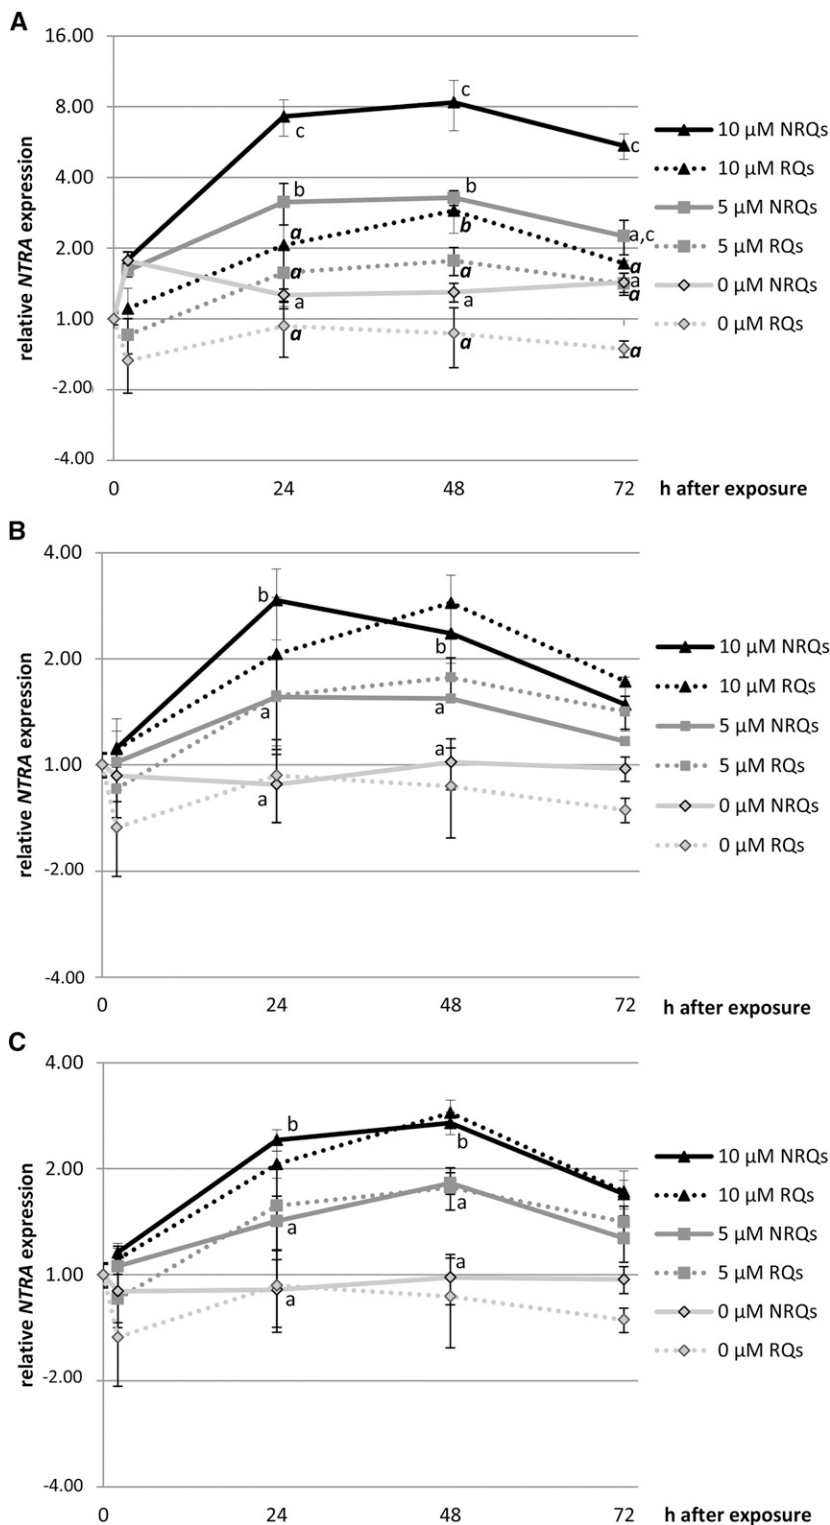 A
16.00
8.00
4.00
2.00
1.00
-2.00
-4.00
relative NTRA expression
0 24 48 72 h after exposure
c c c
b b a,c
a b a
a a a
a a a
a a a
10 μM NRQs
10 μM RQs
5 μM NRQs
5 μM RQs
0 μM NRQs
0 μM RQs
B
4.00
2.00
1.00
-2.00
-4.00
relative NTRA expression
0 24 48 72 h after exposure
b b
a a
a a
10 μM NRQs
10 μM RQs
5 μM NRQs
5 μM RQs
0 μM NRQs
0 μM RQs
C
4.00
2.00
1.00
-2.00
-4.00
relative NTRA expression
0 24 48 72 h after exposure
b b
a a
a a
10 μM NRQs
10 μM RQs
5 μM NRQs
5 μM RQs
0 μM NRQs
0 μM RQs